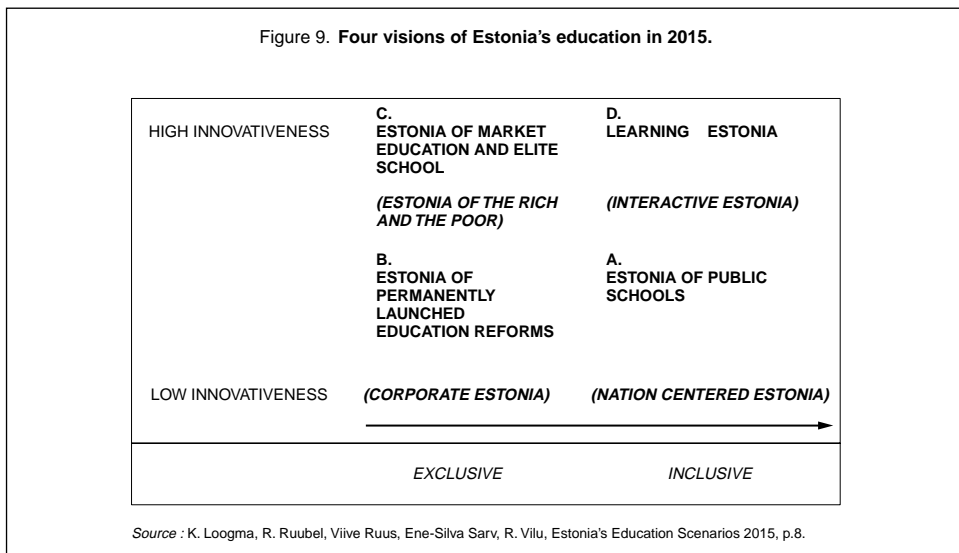 Figure 9. Four visions of Estonia's education in 2015.
HIGH INNOVATIVENESS
C.
ESTONIA OF MARKET
EDUCATION AND ELITE
SCHOOL
(ESTONIA OF THE RICH
AND THE POOR)
D.
LEARNING ESTONIA
(INTERACTIVE ESTONIA)
B.
ESTONIA OF
PERMANENTLY
LAUNCHED
EDUCATION REFORMS
A.
ESTONIA OF PUBLIC
SCHOOLS
LOW INNOVATIVENESS
(CORPORATE ESTONIA)
(NATION CENTERED ESTONIA)
EXCLUSIVE
INCLUSIVE
Source : K. Loogma, R. Ruubel, Viive Ruus, Ene-Silva Sarv, R. Vilu, Estonia's Education Scenarios 2015, p.8.